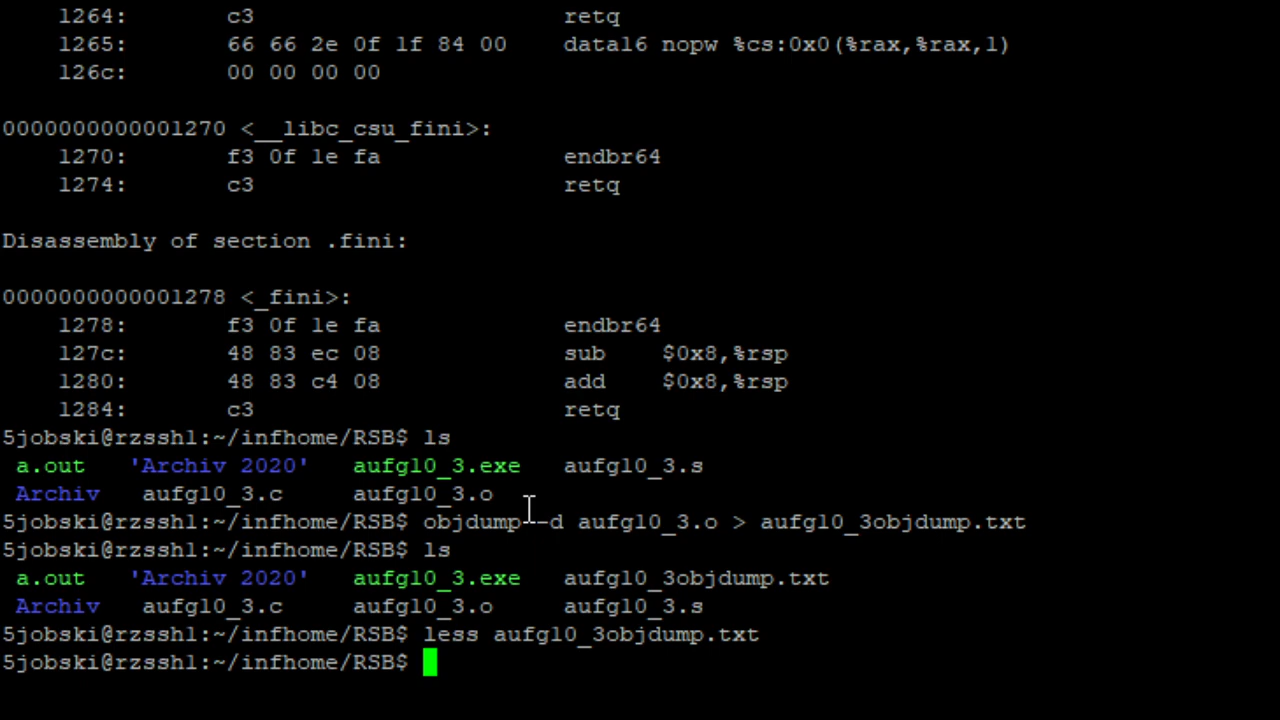 1264: c3 retq
1265: 66 66 2e 0f 1f 84 00 data16 nopw %cs:0x0(%rax,%rax,1)
126c: 00 00 00 00
0000000000001270 <__libc_csu_fini>:
1270: f3 0f 1e fa endbr64
1274: c3 retq
Disassembly of section .fini:
0000000000001278 <_fini>:
1278: f3 0f 1e fa endbr64
127c: 48 83 ec 08 sub $0x8,%rsp
1280: 48 83 c4 08 add $0x8,%rsp
1284: c3 retq
5jobski@rzssh1:~/infhome/RSB$ ls
a.out 'Archiv 2020' aufg10_3.exe aufg10_3.s
Archiv aufg10_3.c aufg10_3.o
5jobski@rzssh1:~/infhome/RSB$ objdump -d aufg10_3.o > aufg10_3objdump.txt
5jobski@rzssh1:~/infhome/RSB$ ls
a.out 'Archiv 2020' aufg10_3.exe aufg10_3objdump.txt
Archiv aufg10_3.c aufg10_3.o aufg10_3.s
5jobski@rzssh1:~/infhome/RSB$ less aufg10_3objdump.txt
5jobski@rzssh1:~/infhome/RSB$